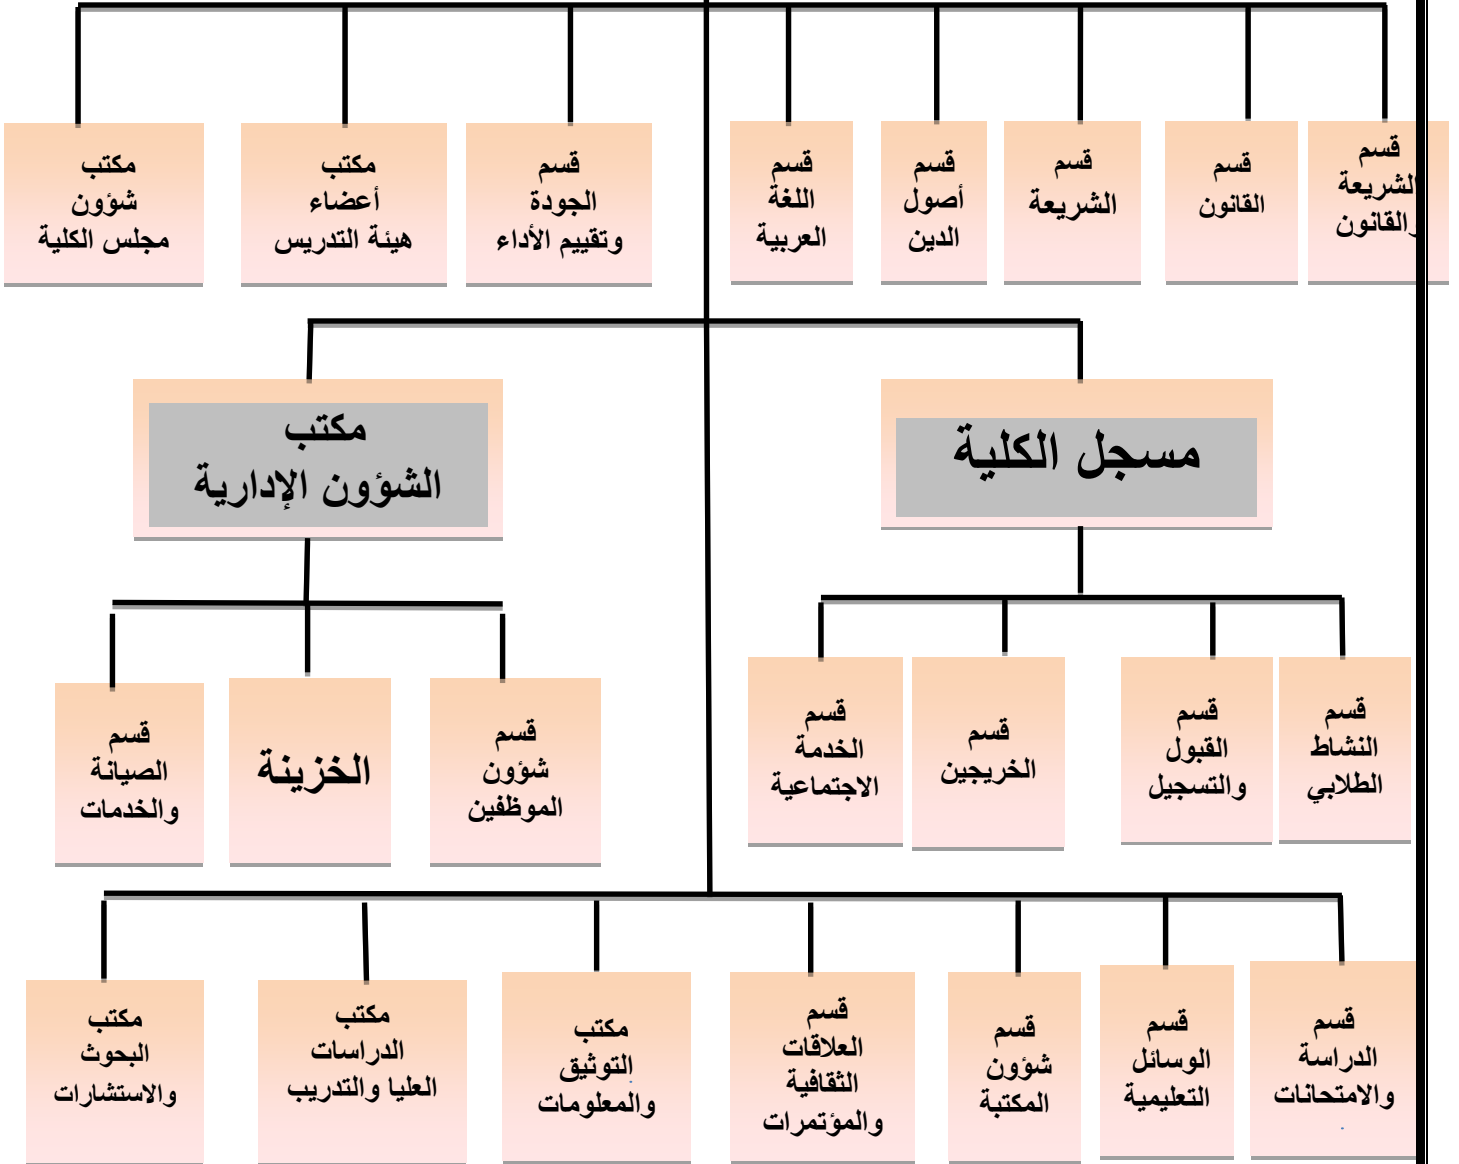 قسم
الشريعة
والقانون
قسم
القانون
قسم
الشريعة
قسم
أصول
الدين
قسم
اللغة
العربية
قسم
الجودة
وتقييم الأداء
مكتب
أعضاء
هيئة التدريس
مكتب
شؤون
مجلس الكلية
مسجل الكلية
مكتب
الشؤون الإدارية
قسم
النشاط
الطلابي
قسم
القبول
والتسجيل
قسم
الخريجين
قسم
الخدمة
الاجتماعية
قسم
شؤون
الموظفين
الخزينة
قسم
الصيانة
والخدمات
قسم
الدراسة
والامتحانات
قسم
الوسائل
التعليمية
قسم
شؤون
المكتبة
قسم
العلاقات
الثقافية
والمؤتمرات
مكتب
التوثيق
والمعلومات
مكتب
الدراسات
العليا والتدريب
مكتب
البحوث
والاستشارات